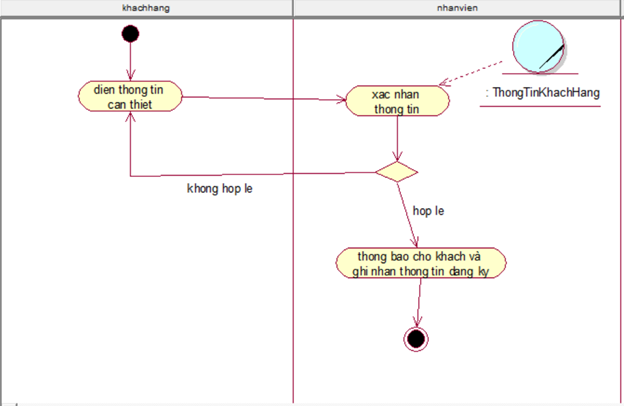 khachhang
nhanvien
dien thong tin
can thiet
xac nhan
thong tin
: ThongTinKhachHang
khong hop le
hop le
thong bao cho khach và
ghi nhan thong tin dang ky